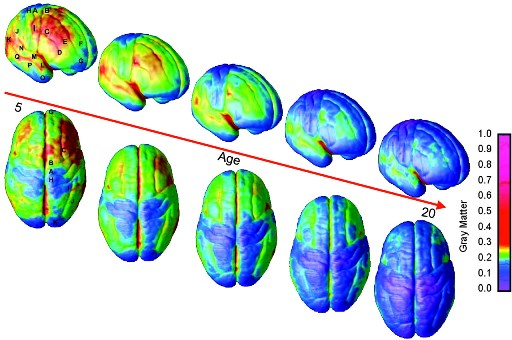 H A B
I
J C
K E F
N D
Q M
P L G
O
5
Age
20
G
B
A
H
Gray Matter
1.0
0.9
0.8
0.7
0.6
0.5
0.4
0.3
0.2
0.1
0.0